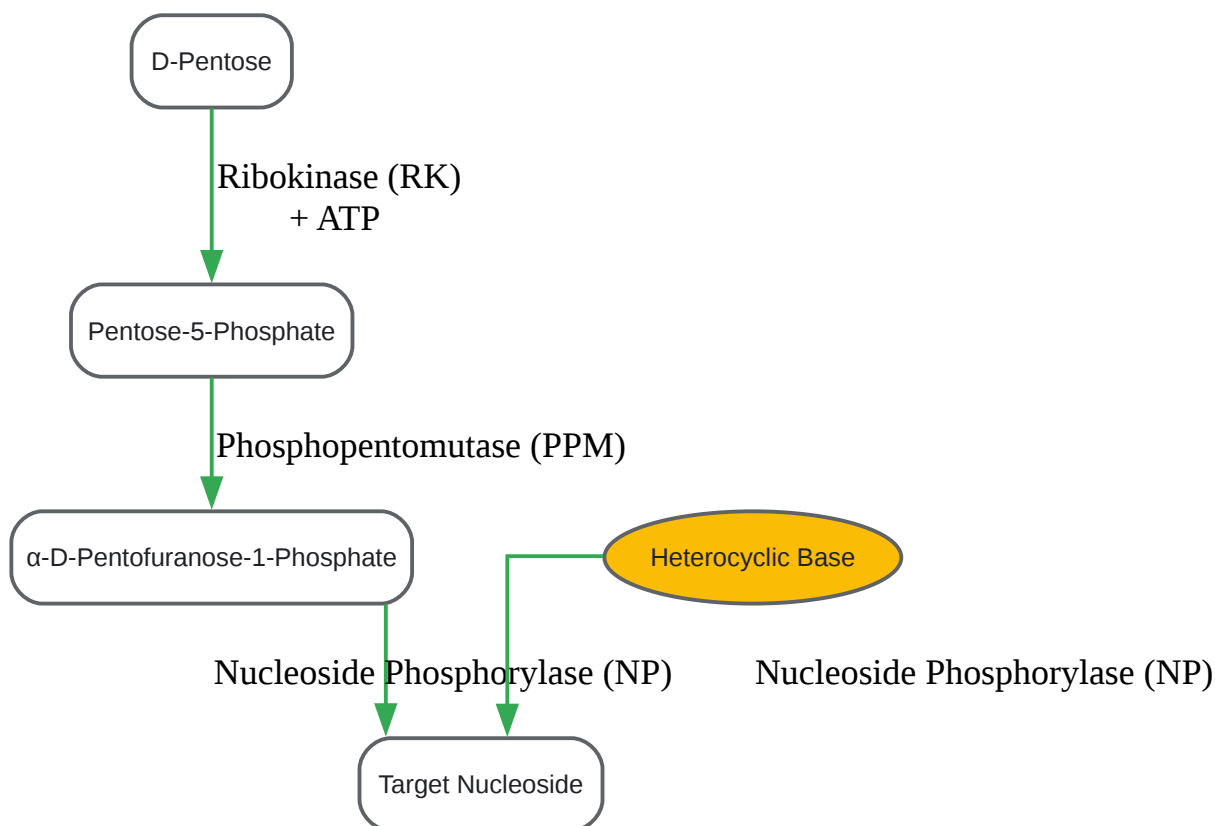 D-Pentose
Ribokinase (RK)
+ ATP
Pentose-5-Phosphate
Phosphopentomutase (PPM)
α-D-Pentofuranose-1-Phosphate
Heterocyclic Base
Nucleoside Phosphorylase (NP)
Nucleoside Phosphorylase (NP)
Target Nucleoside